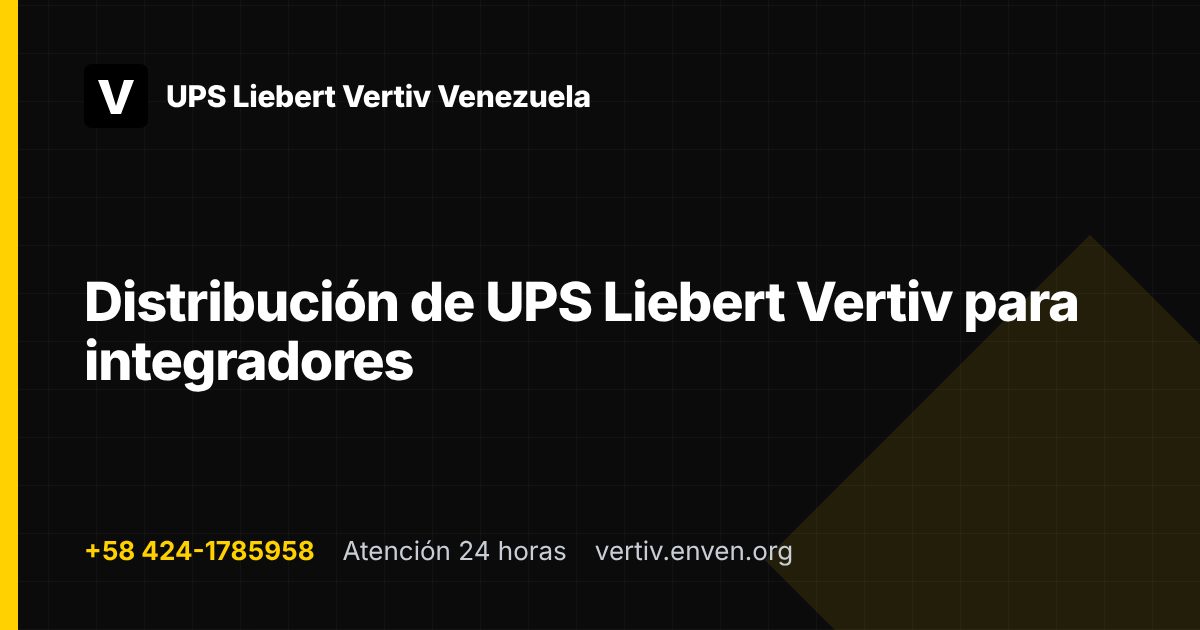 V
UPS Liebert Vertiv Venezuela
Distribución de UPS Liebert Vertiv para
integradores
+58 424-1785958 Atención 24 horas vertiv.enven.org